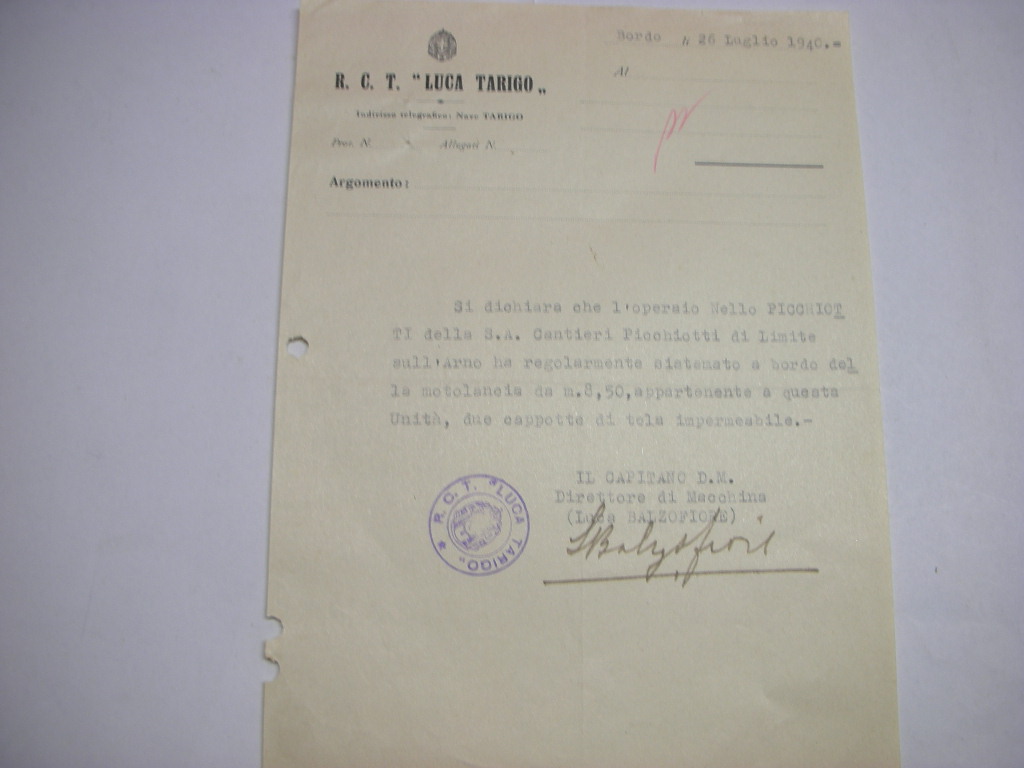 Bordo li 26 Luglio 1940.=
R. C. T. "LUCA TARIGO„
Al
Indirizzo telegrafico: Nave TARIGO
Prot. N. Allegati N.
Argomento:
Si dichiara che l'operaio Nello PICCHIOT
TI della S.A. Cantieri Picchiotti di Limite
sull'Arno ha regolarmente sistemato a bordo del
la motolancia da m.8,50,appartenente a questa
Unità, due cappotte di tela impermeabile.-
IL CAPITANO D.M.
Direttore di Macchina
(Luca BALZOFIORE)
LBalzofiore
R. C. T. "LUCA TARIGO"